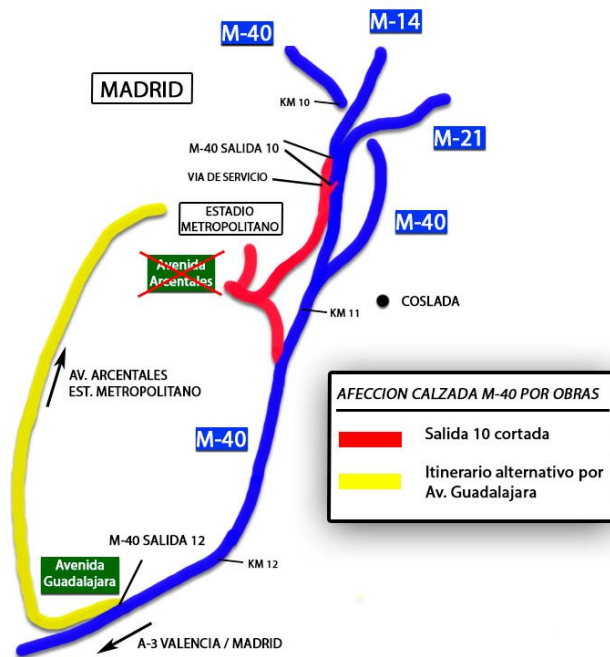 M-14
M-40
MADRID
KM 10
M-21
M-40 SALIDA 10
VIA DE SERVICIO
ESTADIO
METROPOLITANO
M-40
Avenida
Arcentales
COSLADA
KM 11
AV. ARCENTALES
EST. METROPOLITANO
AFECCION CALZADA M-40 POR OBRAS
Salida 10 cortada
Itinerario alternativo por
Av. Guadalajara
M-40
M-40 SALIDA 12
Avenida
Guadalajara
KM 12
A-3 VALENCIA / MADRID